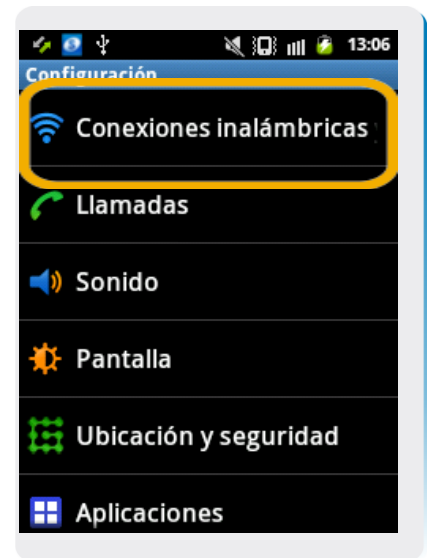 13:06
Configuración
Conexiones inalámbricas
Llamadas
Sonido
Pantalla
Ubicación y seguridad
Aplicaciones